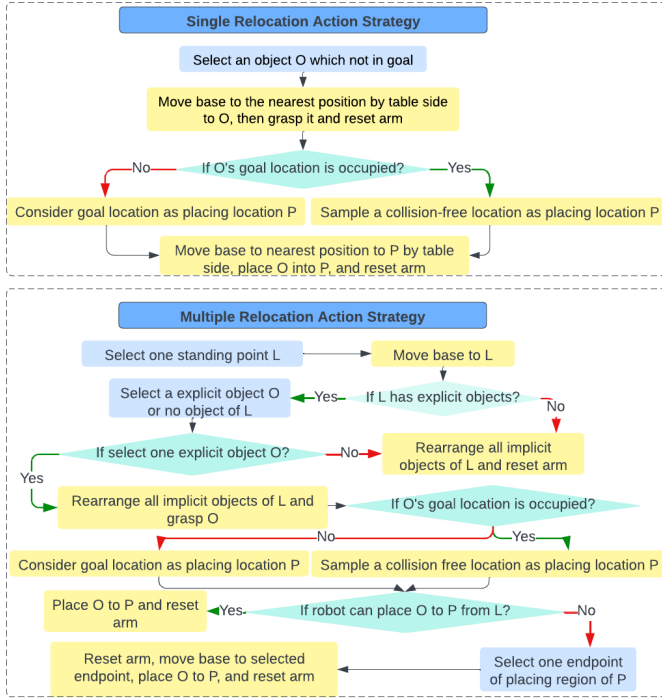 Single Relocation Action Strategy
Select an object O which not in goal
Move base to the nearest position by table side
to O, then grasp it and reset arm
If O's goal location is occupied?
No
Yes
Consider goal location as placing location P
Sample a collision-free location as placing location P
Move base to nearest position to P by table
side, place O into P, and reset arm
Multiple Relocation Action Strategy
Select one standing point L
Move base to L
Select a explicit object O
or no object of L
Yes
If L has explicit objects?
No
If select one explicit object O?
No
Rearrange all implicit
objects of L and reset arm
Yes
Rearrange all implicit objects of L and
grasp O
If O's goal location is occupied?
No
Yes
Consider goal location as placing location P
Sample a collision free location as placing location P
Place O to P and reset
arm
Yes
If robot can place O to P from L?
No
Reset arm, move base to selected
endpoint, place O to P, and reset arm
Select one endpoint
of placing region of P